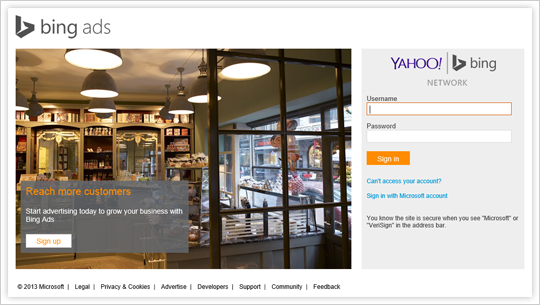 bing ads
YAHOO! bing
NETWORK
Username
Password
Sign in
Can't access your account?
Sign in with Microsoft account
You know the site is secure when you see "Microsoft" or
"VeriSign" in the address bar.
Reach more customers
Start advertising today to grow your business with
Bing Ads
Sign up
© 2013 Microsoft | Legal | Privacy & Cookies | Advertise | Developers | Support | Community | Feedback